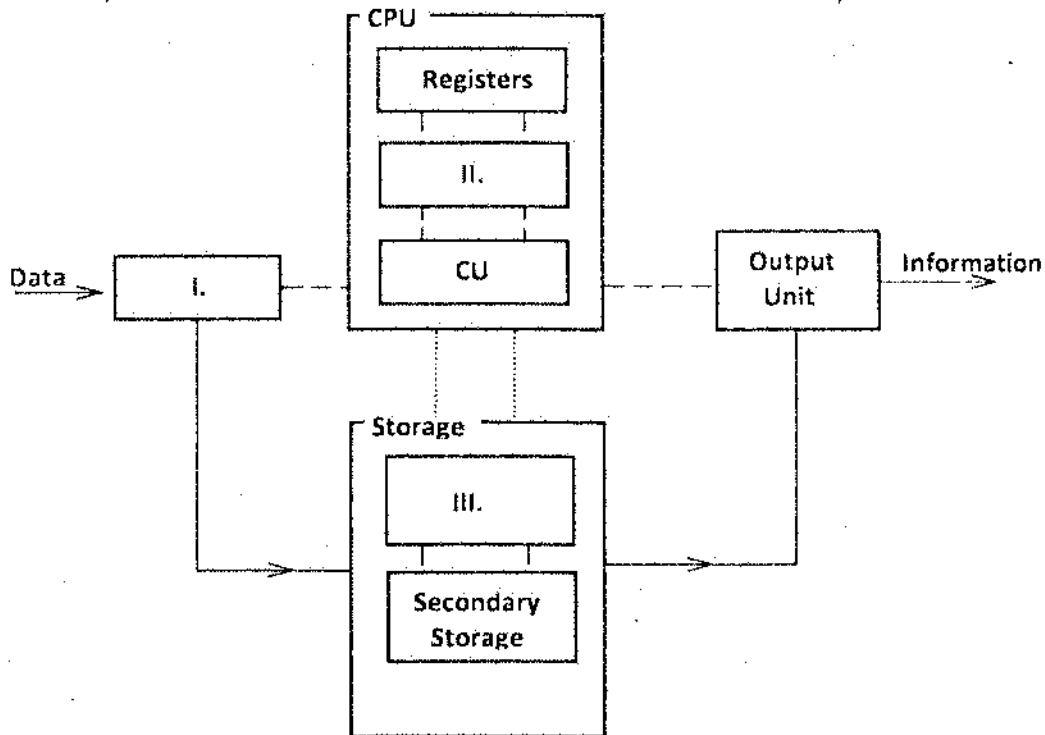 CPU
Registers
II.
CU
Data
I.
Output
Unit
Information
Storage
III.
Secondary
Storage